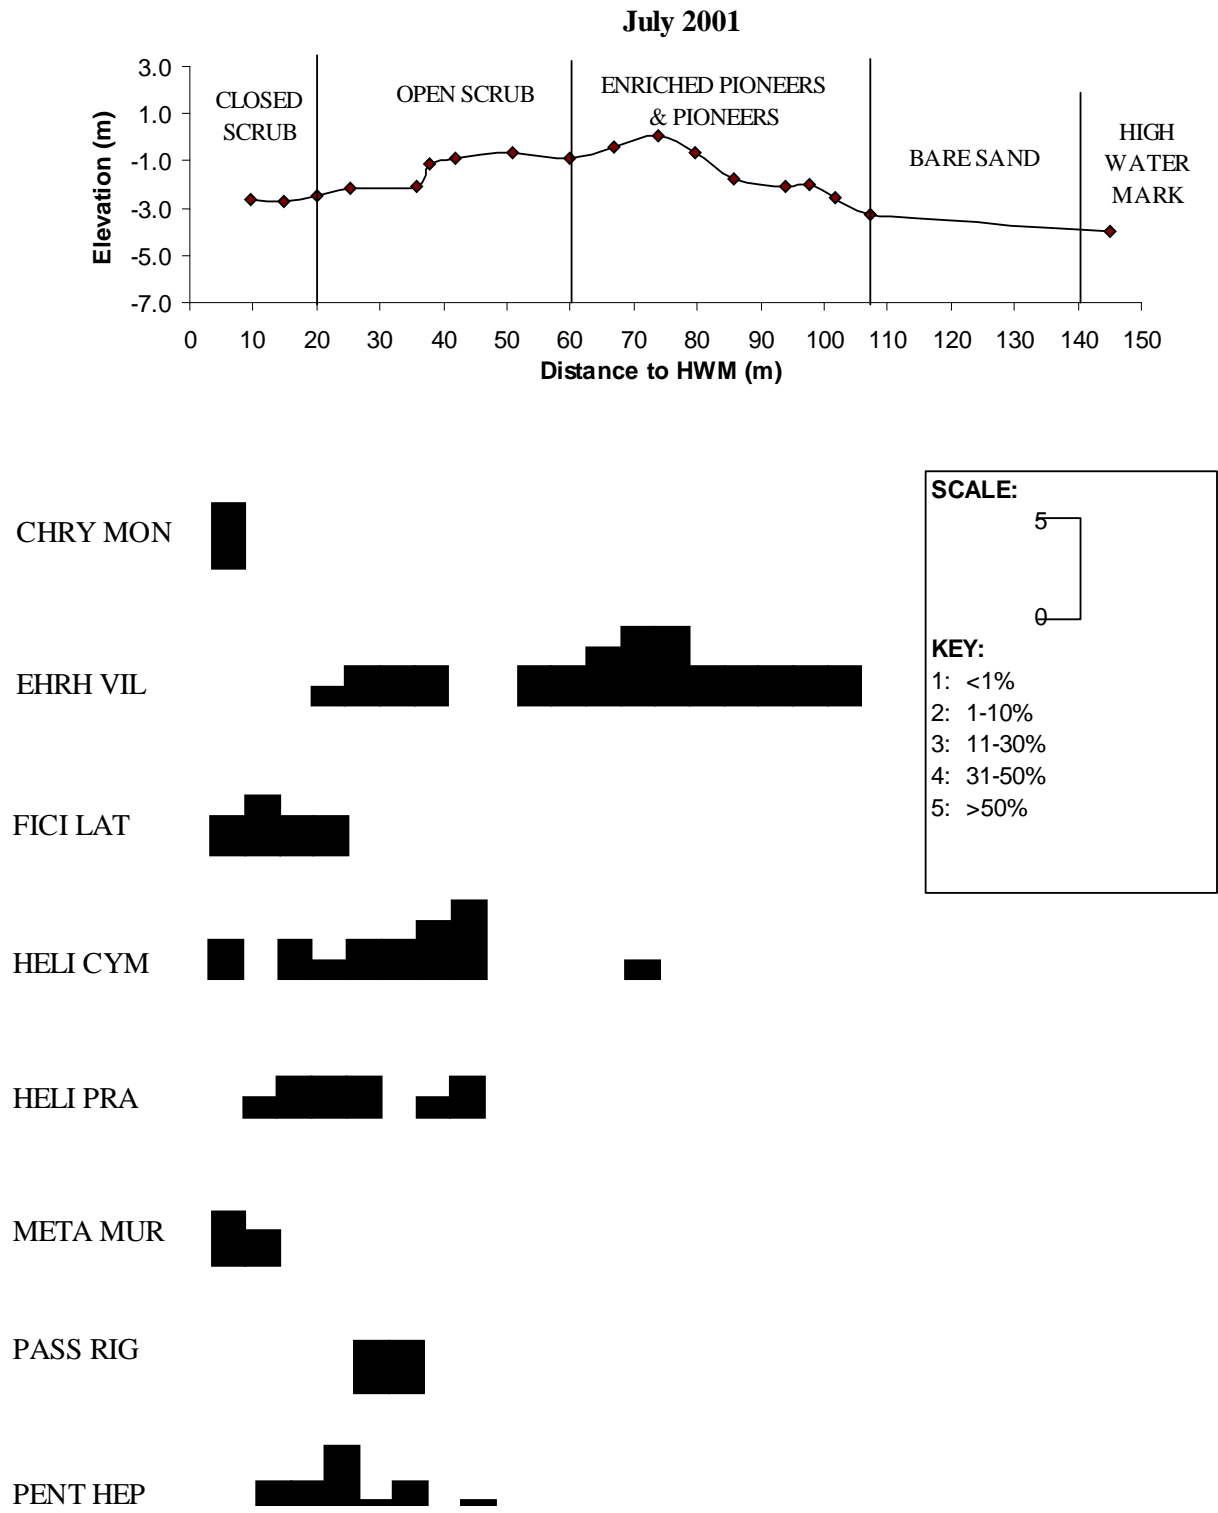 July 2001
3.0
1.0
-1.0
-3.0
-5.0
-7.0
Elevation (m)
CLOSED
SCRUB
OPEN SCRUB
ENRICHED PIONEERS
& PIONEERS
BARE SAND
HIGH
WATER
MARK
0 10 20 30 40 50 60 70 80 90 100 110 120 130 140 150
Distance to HWM (m)
CHRY MON
EHRH VIL
FICI LAT
HELI CYM
HELI PRA
META MUR
PASS RIG
PENT HEP
SCALE:
5
0
KEY:
1: <1%
2: 1-10%
3: 11-30%
4: 31-50%
5: >50%